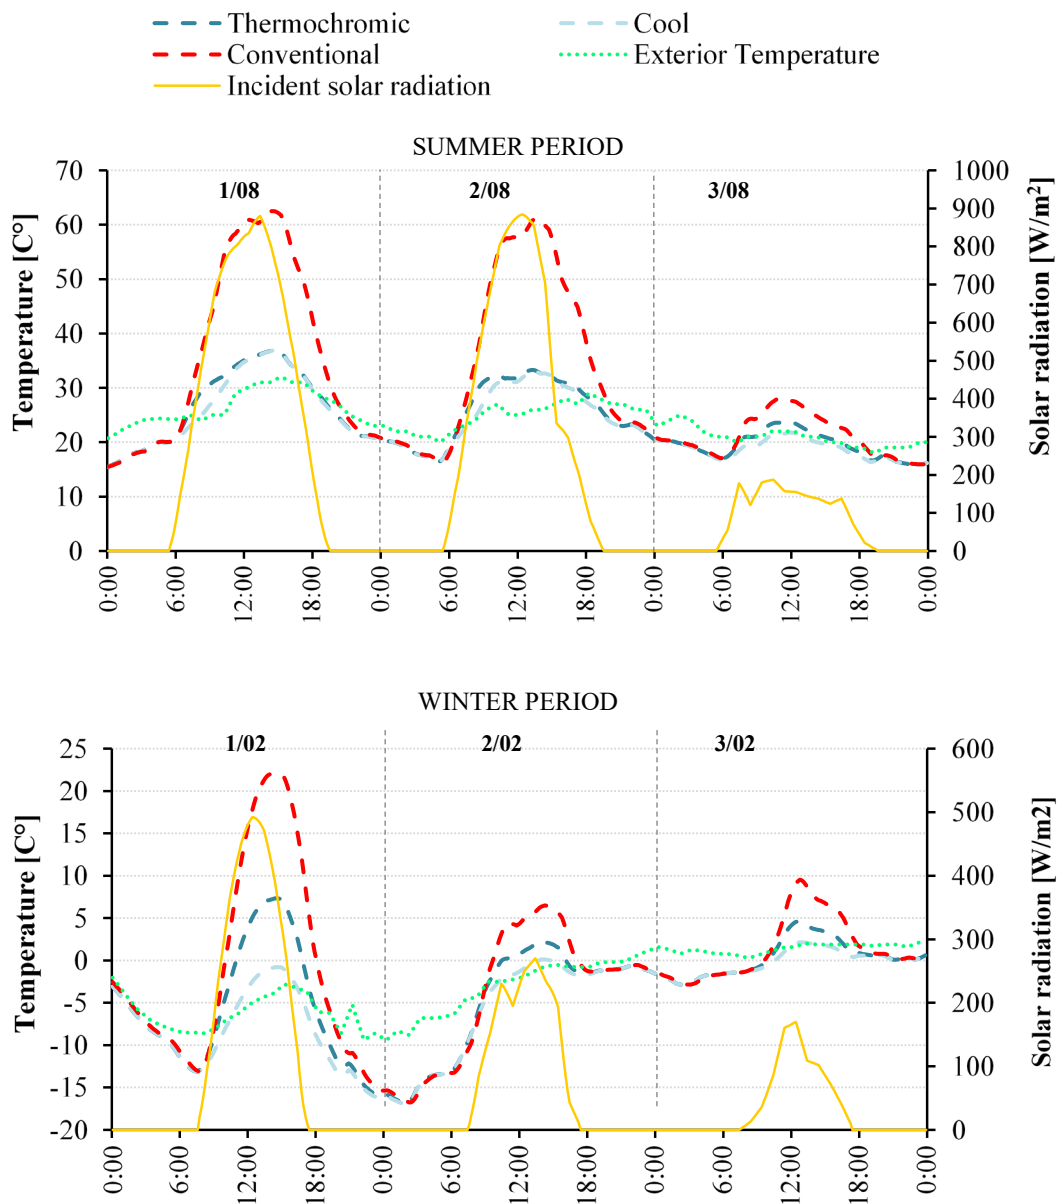 Thermochromic Cool
Conventional Exterior Temperature
Incident solar radiation
SUMMER PERIOD
1/08 2/08 3/08
Temperature [C°]
70
60
50
40
30
20
10
0
Solar radiation [W/m²]
1000
900
800
700
600
500
400
300
200
100
0
0:00 6:00 12:00 18:00 0:00 6:00 12:00 18:00 0:00 6:00 12:00 18:00 0:00
WINTER PERIOD
1/02 2/02 3/02
Temperature [C°]
25
20
15
10
5
0
-5
-10
-15
-20
Solar radiation [W/m2]
600
500
400
300
200
100
0
0:00 6:00 12:00 18:00 0:00 6:00 12:00 18:00 0:00 6:00 12:00 18:00 0:00